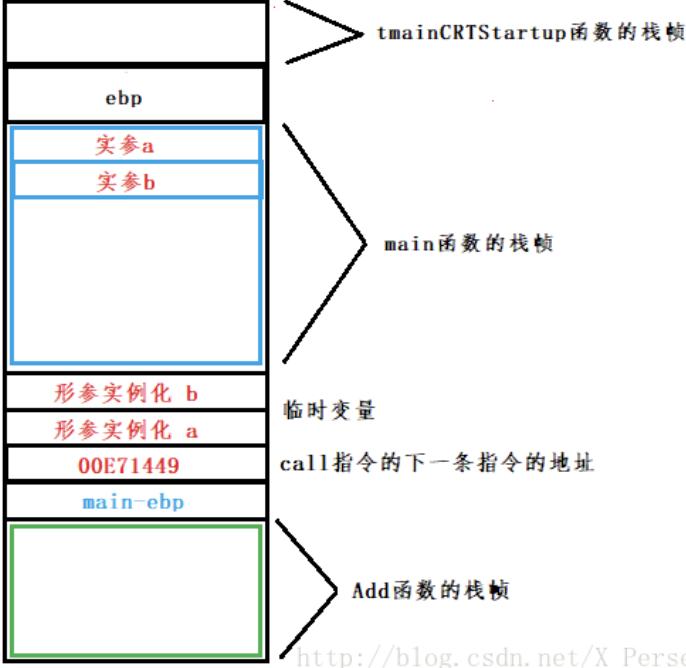 tmainCRTStartup函数的栈帧
ebp
实参a
实参b
main函数的栈帧
形参实例化 b
临时变量
形参实例化 a
00E71449
call指令的下一条指令的地址
main-ebp
Add函数的栈帧
http://blog.csdn.net/X_Perse